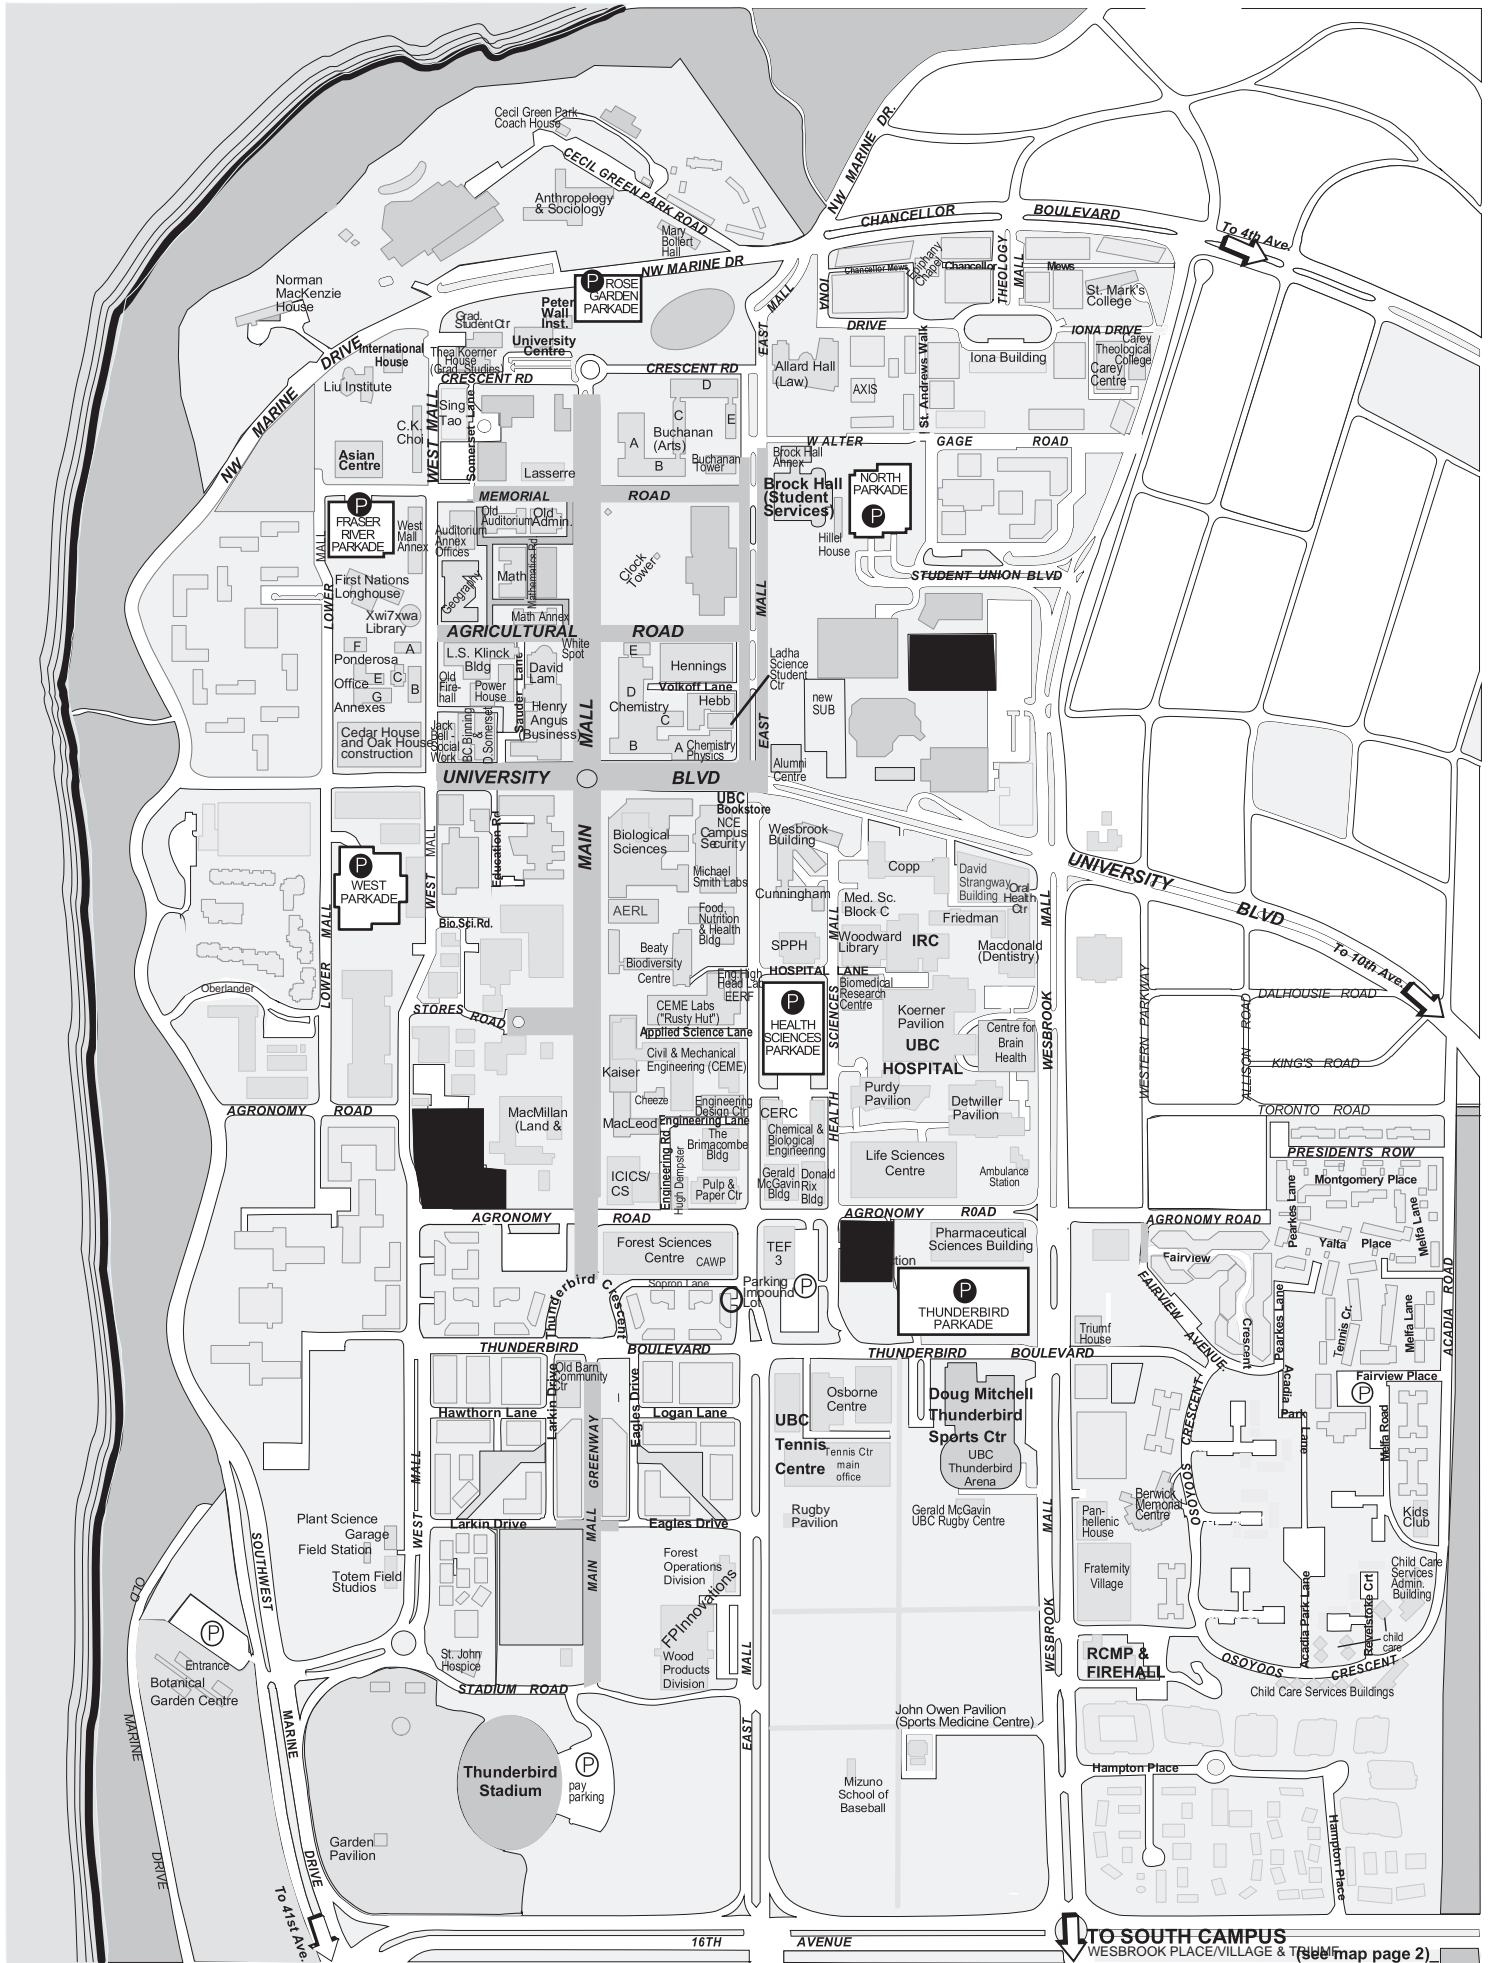 Cecil Green Park
Coach House
CECIL GREEN PARK ROAD
Anthropology
& Sociology
Mary
Bollert
Hall
NW MARINE DR.
CHANCELLOR BOULEVARD
To 4th Ave.
NW MARINE DR
P
ROSE
GARDEN
PARKADE
Norman
MacKenzie
House
Peter
Wall
Inst.
Grad.
Student Ctr
University
Centre
Thea Koerner
House
(Grad. Studies)
International
House
Liu Institute
NW MARINE DRIVE
CRESCENT RD
CRESCENT RD
EAST MALL
IONA DRIVE
Chancellor Mews
Epiphany
Chapel
Chancellor Mews
THEOLOGY MALL
St. Mark's
College
IONA DRIVE
Carey
Theological
College
Carey
Centre
Iona Building
St. Andrews Walk
Allard Hall
(Law)
AXIS
WEST MALL
Sing
Tao
Somerset Lane
C.K.
Choi
Asian
Centre
Lasserre
A
B
C
D
E
Buchanan
(Arts)
Buchanan
Tower
WALTER GAGE ROAD
Brock Hall
Annex
Brock Hall
(Student
Services)
NORTH
PARKADE
P
Hillel
House
STUDENT UNION BLVD
MEMORIAL ROAD
P
FRASER
RIVER
PARKADE
West
Mall
Annex
LOWER MALL
Old
Auditorium
Old
Admin.
Auditorium
Annex
Offices
Geography
Math
Mathematics Rd
Math Annex
Clock
Tower
First Nations
Longhouse
Xwi7xwa
Library
F
A
Ponderosa
E
C
B
Office
G
Annexes
Cedar House
and Oak House
construction
AGRICULTURAL ROAD
L.S. Klinck
Bldg
White
Spot
Old
Fire-
hall
Power
House
Sauder Lane
David
Lam
Henry
Angus
(Business)
Jack
Bell -
Social
Work
BC Binning
&
D.Somerset
E
Hennings
Volkoff Lane
D
Chemistry
Hebb
C
B
A
Chemistry
Physics
Ladha
Science
Student
Ctr
MAIN MALL
EAST MALL
new
SUB
Alumni
Centre
UNIVERSITY BLVD
UBC
Bookstore
NCE
Campus
Security
Biological
Sciences
Michael
Smith Labs
AERL
Food,
Nutrition
& Health
Bldg
Beaty
Biodiversity
Centre
P
WEST
PARKADE
WEST MALL
Education Rd
Bio.Sci.Rd.
LOWER MALL
Oberlander
STORES ROAD
Wesbrook
Building
Cunningham
SPPH
Copp
David
Strangway
Building
Oral
Health
Ctr
Med. Sc.
Block C
Friedman
Woodward
Library
IRC
Macdonald
(Dentistry)
HOSPITAL LANE
Eng High
Head Lab
EERF
CEME Labs
("Rusty Hut")
Applied Science Lane
P
HEALTH
SCIENCES
PARKADE
HEALTH SCIENCES MALL
Biomedical
Research
Centre
Koerner
Pavilion
UBC
HOSPITAL
Centre for
Brain
Health
WESBROOK MALL
UNIVERSITY BLVD
To 10th Ave.
WESTERN PARKWAY
ALLISON ROAD
DALHOUSIE ROAD
KING'S ROAD
TORONTO ROAD
Kaiser
Civil & Mechanical
Engineering (CEME)
Cheeze
MacLeod
Engineering
Design Ctr
Engineering Lane
The
Brimacombe
Bldg
Engineering Rd
Hugh Dempster
ICICS/
CS
Pulp &
Paper Ctr
CERC
Chemical &
Biological
Engineering
Gerald
McGavin
Bldg
Donald
Rix
Bldg
Purdy
Pavilion
Detwiller
Pavilion
Life Sciences
Centre
Ambulance
Station
AGRONOMY ROAD
MacMillan
(Land &
AGRONOMY ROAD
AGRONOMY R0AD
AGRONOMY ROAD
PRESIDENTS ROW
Montgomery Place
Pearkes Lane
Yalta Place
Melfa Lane
Fairview
Crescent
FAIRVIEW AVENUE
Pearkes Lane
Tennis Cr.
Melfa Lane
ACADIA ROAD
Forest Sciences
Centre
CAWP
Sopron Lane
TEF
3
Parking
Impound
Lot
P
Pharmaceutical
Sciences Building
ction
P
THUNDERBIRD
PARKADE
Thunderbird Crescent
Triumf
House
THUNDERBIRD BOULEVARD
THUNDERBIRD BOULEVARD
Old Barn
Community
Ctr
Hawthorn Lane
Larkin Drive
Eagles Drive
Logan Lane
MAIN MALL GREENWAY
WEST MALL
Larkin Drive
Eagles Drive
UBC
Tennis
Centre
Osborne
Centre
Tennis Ctr
main
office
Doug Mitchell
Thunderbird
Sports Ctr
UBC
Thunderbird
Arena
Rugby
Pavilion
Gerald McGavin
UBC Rugby Centre
Acadia
Park
Lane
Fairview Place
P
Melfa Road
OSOYOOS CRESCENT
Berwick
Memorial
Centre
Pan-
hellenic
House
Fraternity
Village
Kids
Club
Child Care
Services
Admin.
Building
Acadia Park Lane
Revelstoke Crt
child
care
OSOYOOS CRESCENT
Child Care Services Buildings
RCMP &
FIREHALL
Plant Science
Garage
Field Station
Totem Field
Studios
Forest
Operations
Division
FPInnovations
Wood
Products
Division
St. John
Hospice
STADIUM ROAD
SOUTHWEST MARINE DRIVE
OLD MARINE DRIVE
P
Entrance
Botanical
Garden Centre
Thunderbird
Stadium
P
pay
parking
Garden
Pavilion
EAST MALL
WESBROOK MALL
John Owen Pavilion
(Sports Medicine Centre)
Mizuno
School of
Baseball
Hampton Place
Hampton Place
To 41st Ave.
16TH AVENUE
TO SOUTH CAMPUS
WESBROOK PLACE/VILLAGE & TRIUMF
(see map page 2)